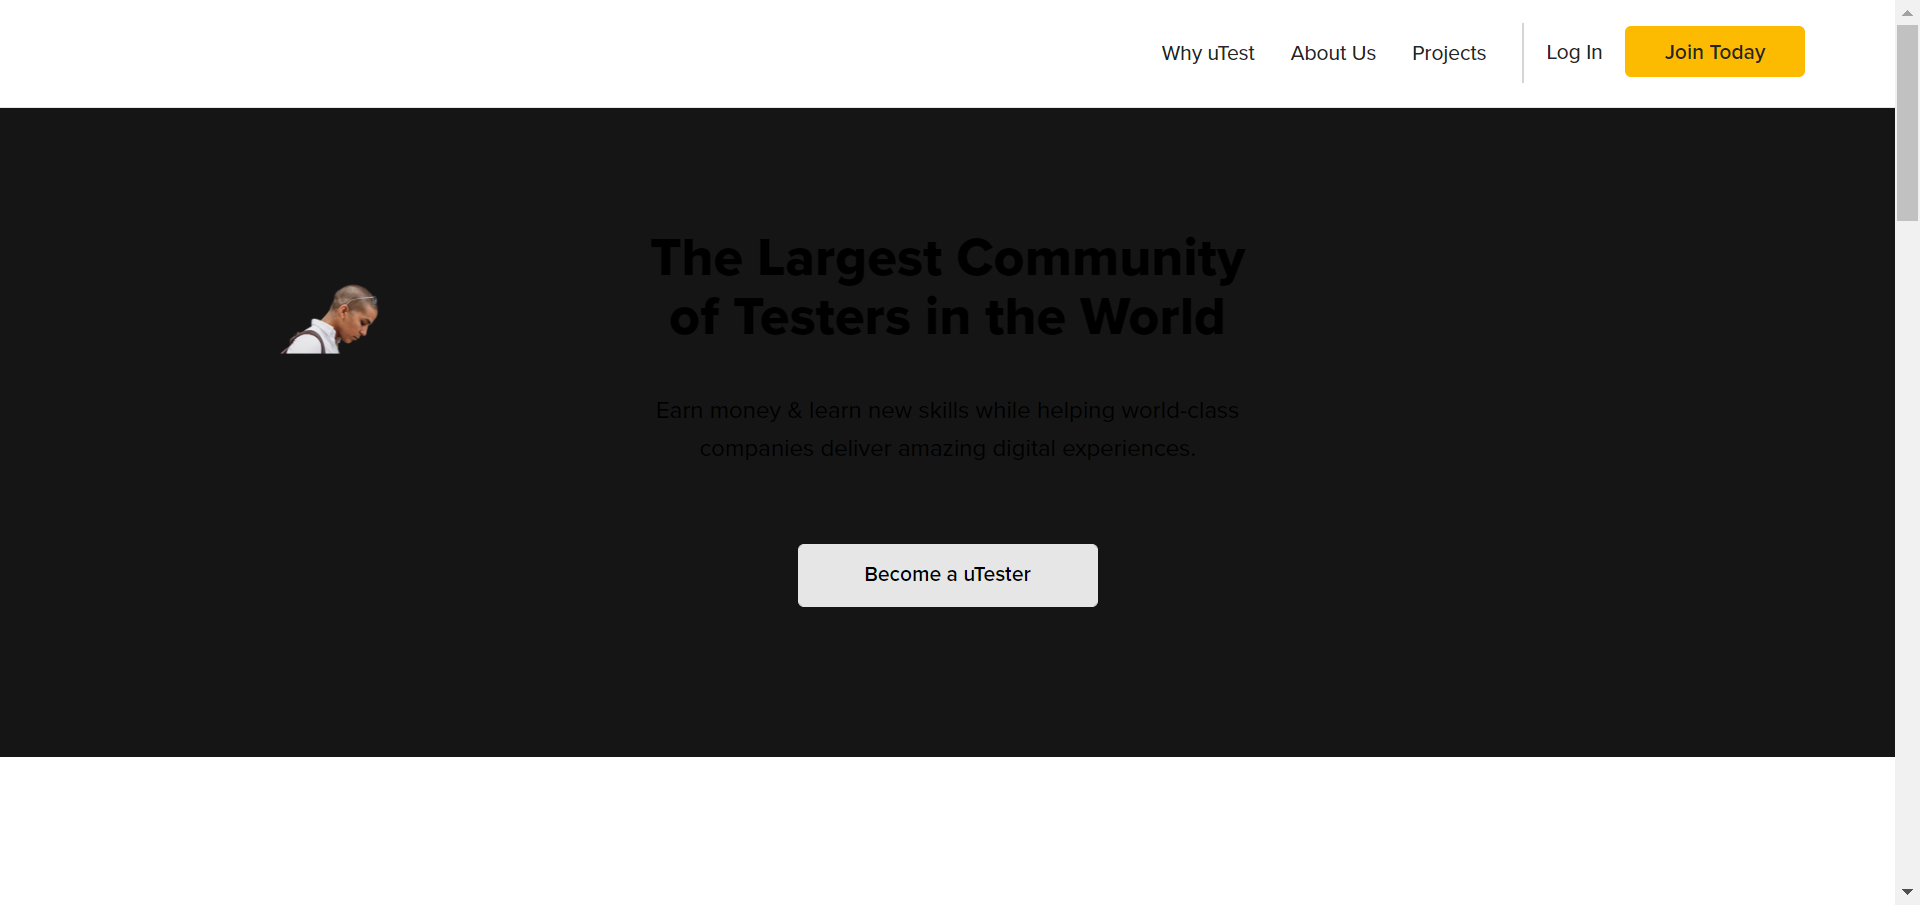 Why uTest
About Us
Projects
Log In
Join Today
The Largest Community
of Testers in the World
Earn money & learn new skills while helping world-class
companies deliver amazing digital experiences.
Become a uTester